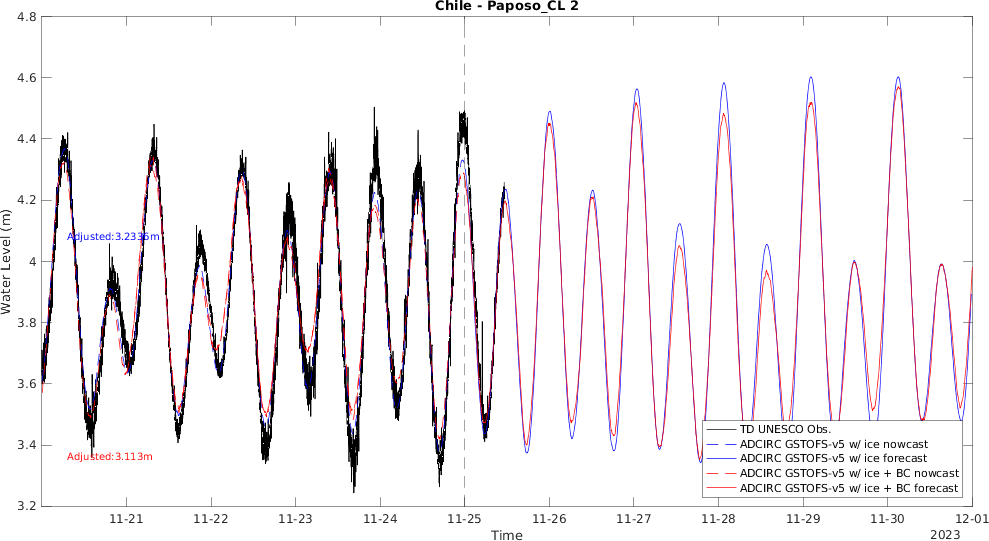 Chile - Paposo_CL 2
4.8
4.6
4.4
4.2
4
3.8
3.6
3.4
3.2
Water Level (m)
Adjusted:3.2335m
Adjusted:3.113m
TD UNESCO Obs.
ADCIRC GSTOFS-v5 w/ ice nowcast
ADCIRC GSTOFS-v5 w/ ice forecast
ADCIRC GSTOFS-v5 w/ ice + BC nowcast
ADCIRC GSTOFS-v5 w/ ice + BC forecast
11-21 11-22 11-23 11-24 11-25 11-26 11-27 11-28 11-29 11-30 12-01
Time
2023